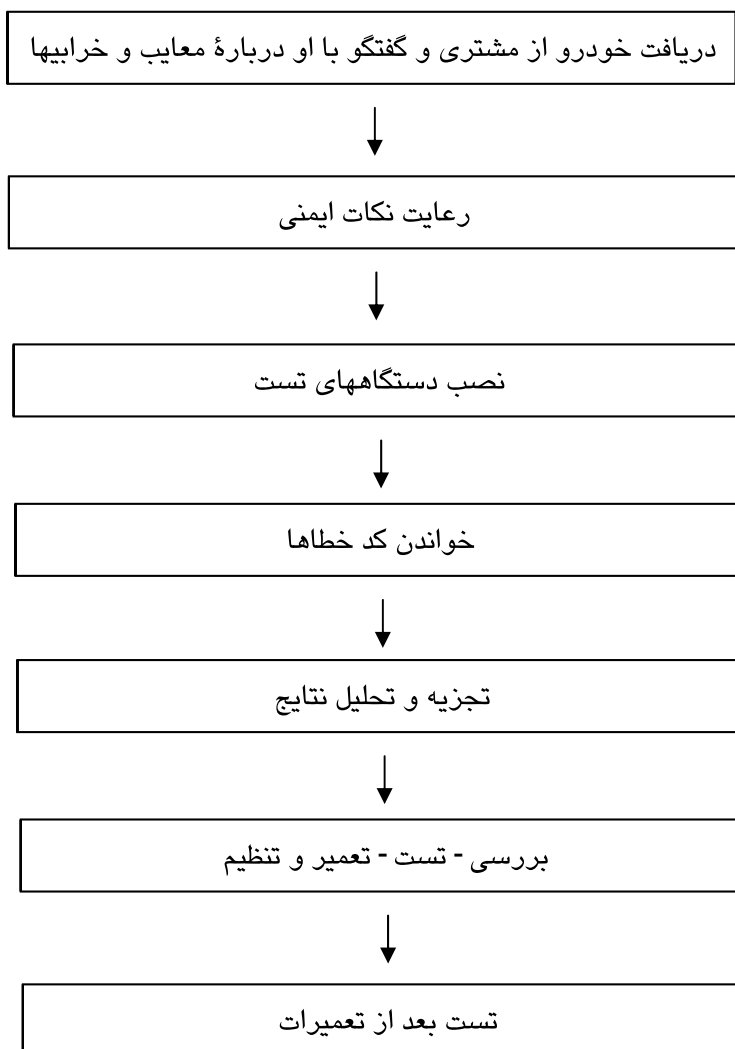 دریافت خودرو از مشتری و گفتگو با او دربارهٔ معایب و خرابیها
رعایت نکات ایمنی
نصب دستگاههای تست
خواندن کد خطاها
تجزیه و تحلیل نتایج
بررسی - تست - تعمیر و تنظیم
تست بعد از تعمیرات